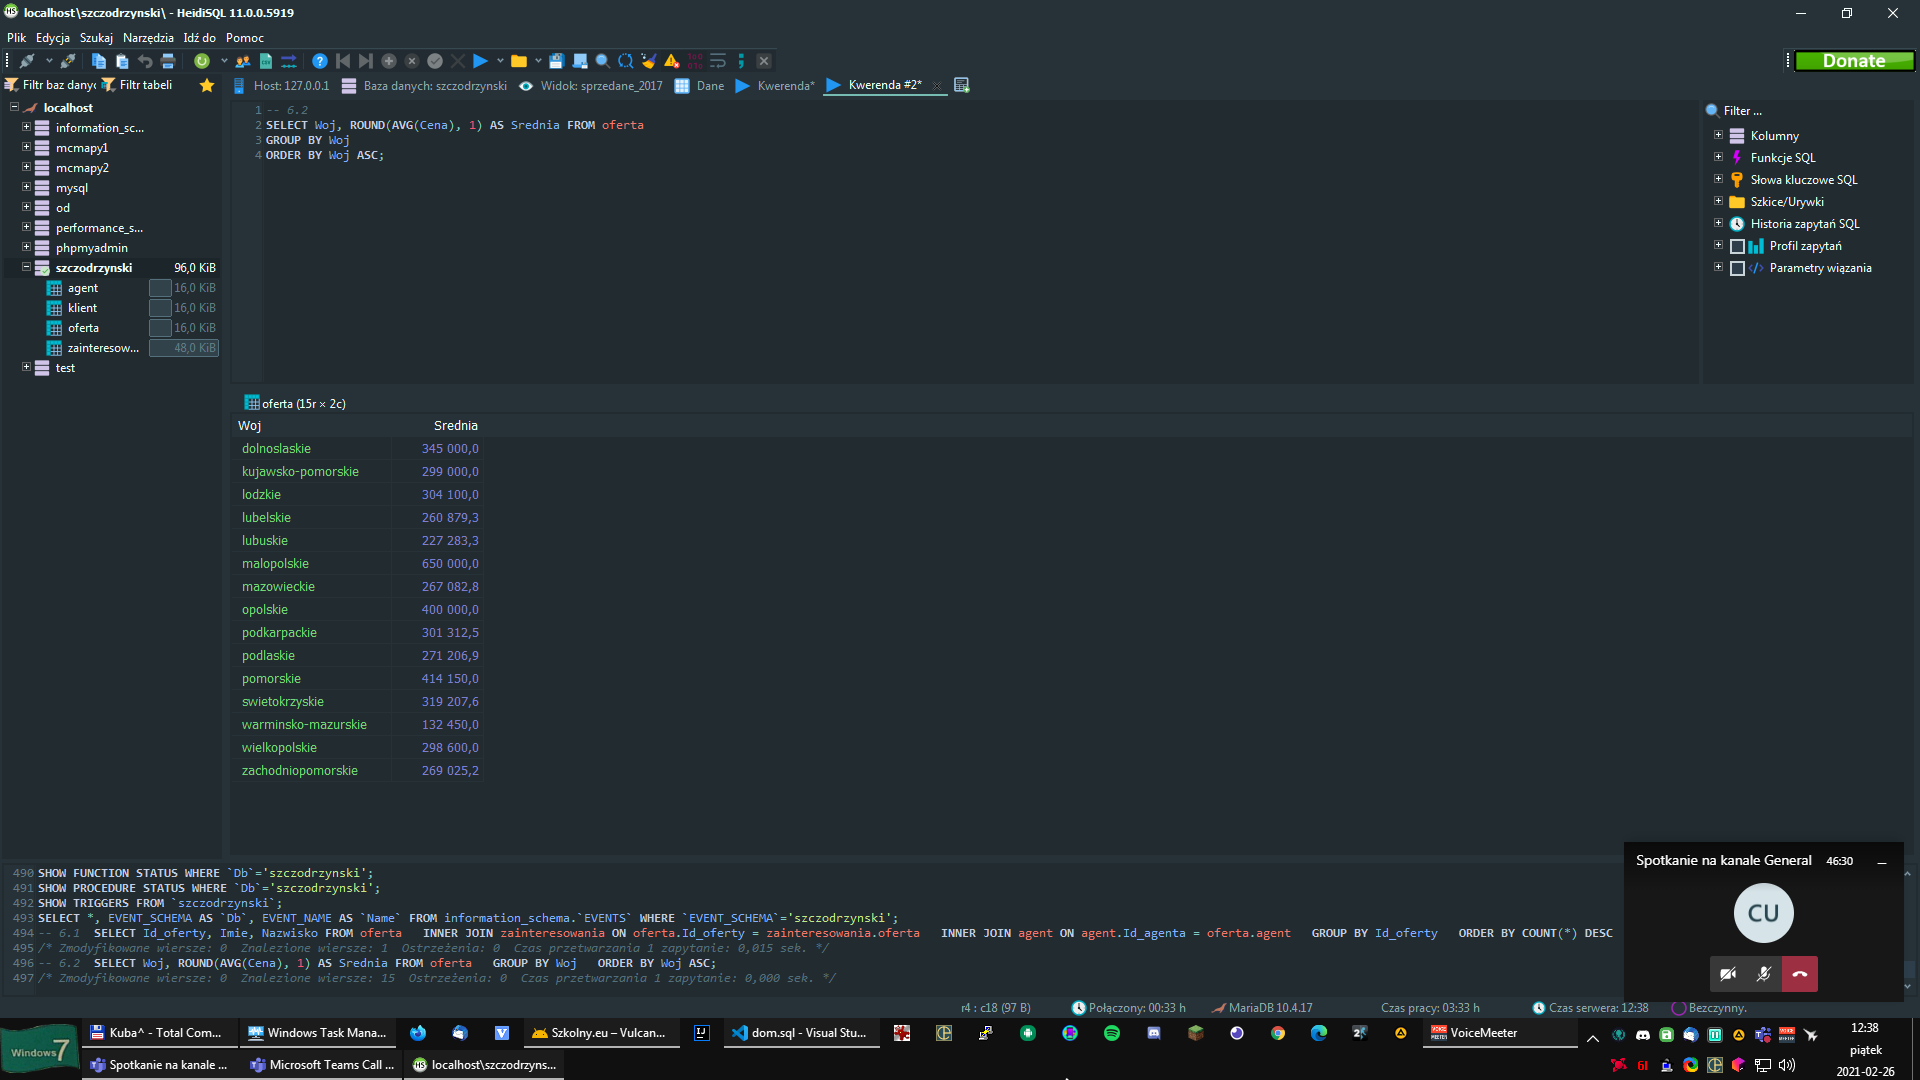 localhost\szczodrzynski\ - HeidiSQL 11.0.0.5919
Plik Edycja Szukaj Narzędzia Idź do Pomoc
Donate
Filtr bazy danyc Filtr tabeli
Host: 127.0.0.1 Baza danych: szczodrzynski Widok: sprzedane_2017 Dane Kwerenda* Kwerenda #2*
localhost
information_sc...
mcmapy1
mcmapy2
mysql
od
performance_s...
phpmyadmin
szczodrzynski 96,0 KiB
agent 16,0 KiB
klient 16,0 KiB
oferta 16,0 KiB
zainteresow... 48,0 KiB
test
1 -- 6.2
2 SELECT Woj, ROUND(AVG(Cena), 1) AS Srednia FROM oferta
3 GROUP BY Woj
4 ORDER BY Woj ASC;
Filter ...
Kolumny
Funkcje SQL
Słowa kluczowe SQL
Szkice/Urywki
Historia zapytań SQL
Profil zapytań
Parametry wiązania
oferta (15r × 2c)
Woj Srednia
dolnoslaskie 345 000,0
kujawsko-pomorskie 299 000,0
lodzkie 304 100,0
lubelskie 260 879,3
lubuskie 227 283,3
malopolskie 650 000,0
mazowieckie 267 082,8
opolskie 400 000,0
podkarpackie 301 312,5
podlaskie 271 206,9
pomorskie 414 150,0
swietokrzyskie 319 207,6
warminsko-mazurskie 132 450,0
wielkopolskie 298 600,0
zachodniopomorskie 269 025,2
490 SHOW FUNCTION STATUS WHERE `Db`='szczodrzynski';
491 SHOW PROCEDURE STATUS WHERE `Db`='szczodrzynski';
492 SHOW TRIGGERS FROM `szczodrzynski`;
493 SELECT *, EVENT_SCHEMA AS `Db`, EVENT_NAME AS `Name` FROM information_schema.`EVENTS` WHERE `EVENT_SCHEMA`='szczodrzynski';
494 -- 6.1 SELECT Id_oferty, Imie, Nazwisko FROM oferta INNER JOIN zainteresowania ON oferta.Id_oferty = zainteresowania.oferta INNER JOIN agent ON agent.Id_agenta = oferta.agent GROUP BY Id_oferty ORDER BY COUNT(*) DESC
495 /* Zmodyfikowane wiersze: 0 Znalezione wiersze: 1 Ostrzeżenia: 0 Czas przetwarzania 1 zapytanie: 0,015 sek. */
496 -- 6.2 SELECT Woj, ROUND(AVG(Cena), 1) AS Srednia FROM oferta GROUP BY Woj ORDER BY Woj ASC;
497 /* Zmodyfikowane wiersze: 0 Znalezione wiersze: 15 Ostrzeżenia: 0 Czas przetwarzania 1 zapytanie: 0,000 sek. */
Spotkanie na kanale General 46:30
CU
r4 : c18 (97 B) Połączony: 00:33 h MariaDB 10.4.17 Czas pracy: 03:33 h Czas serwera: 12:38 Bezczynny.
Windows 7
Kuba^ - Total Com... Windows Task Mana... Szkolny.eu – Vulcan... dom.sql - Visual Stu... VoiceMeeter
Spotkanie na kanale ... Microsoft Teams Call ... localhost\szczodrzyns...
12:38
piątek
2021-02-26